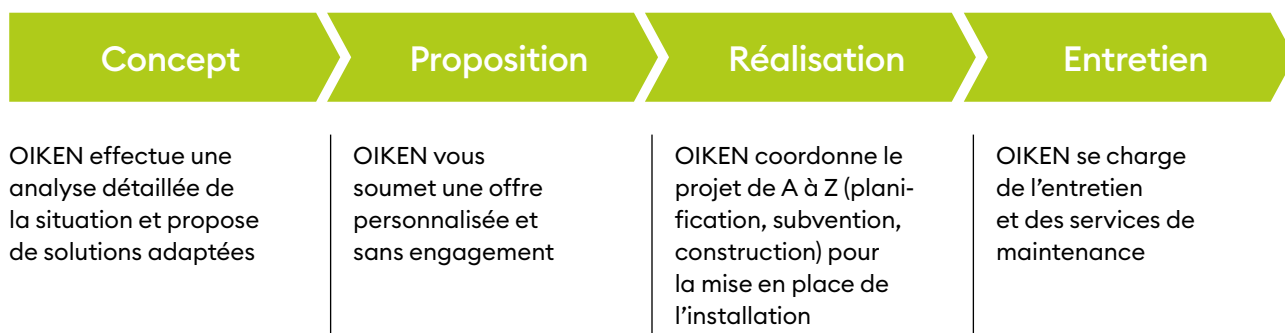 Concept
Proposition
Réalisation
Entretien
OIKEN effectue une
analyse détaillée de
la situation et propose
de solutions adaptées
OIKEN vous
soumet une offre
personnalisée et
sans engagement
OIKEN coordonne le
projet de A à Z (plani-
fication, subvention,
construction) pour
la mise en place de
l’installation
OIKEN se charge
de l’entretien
et des services de
maintenance